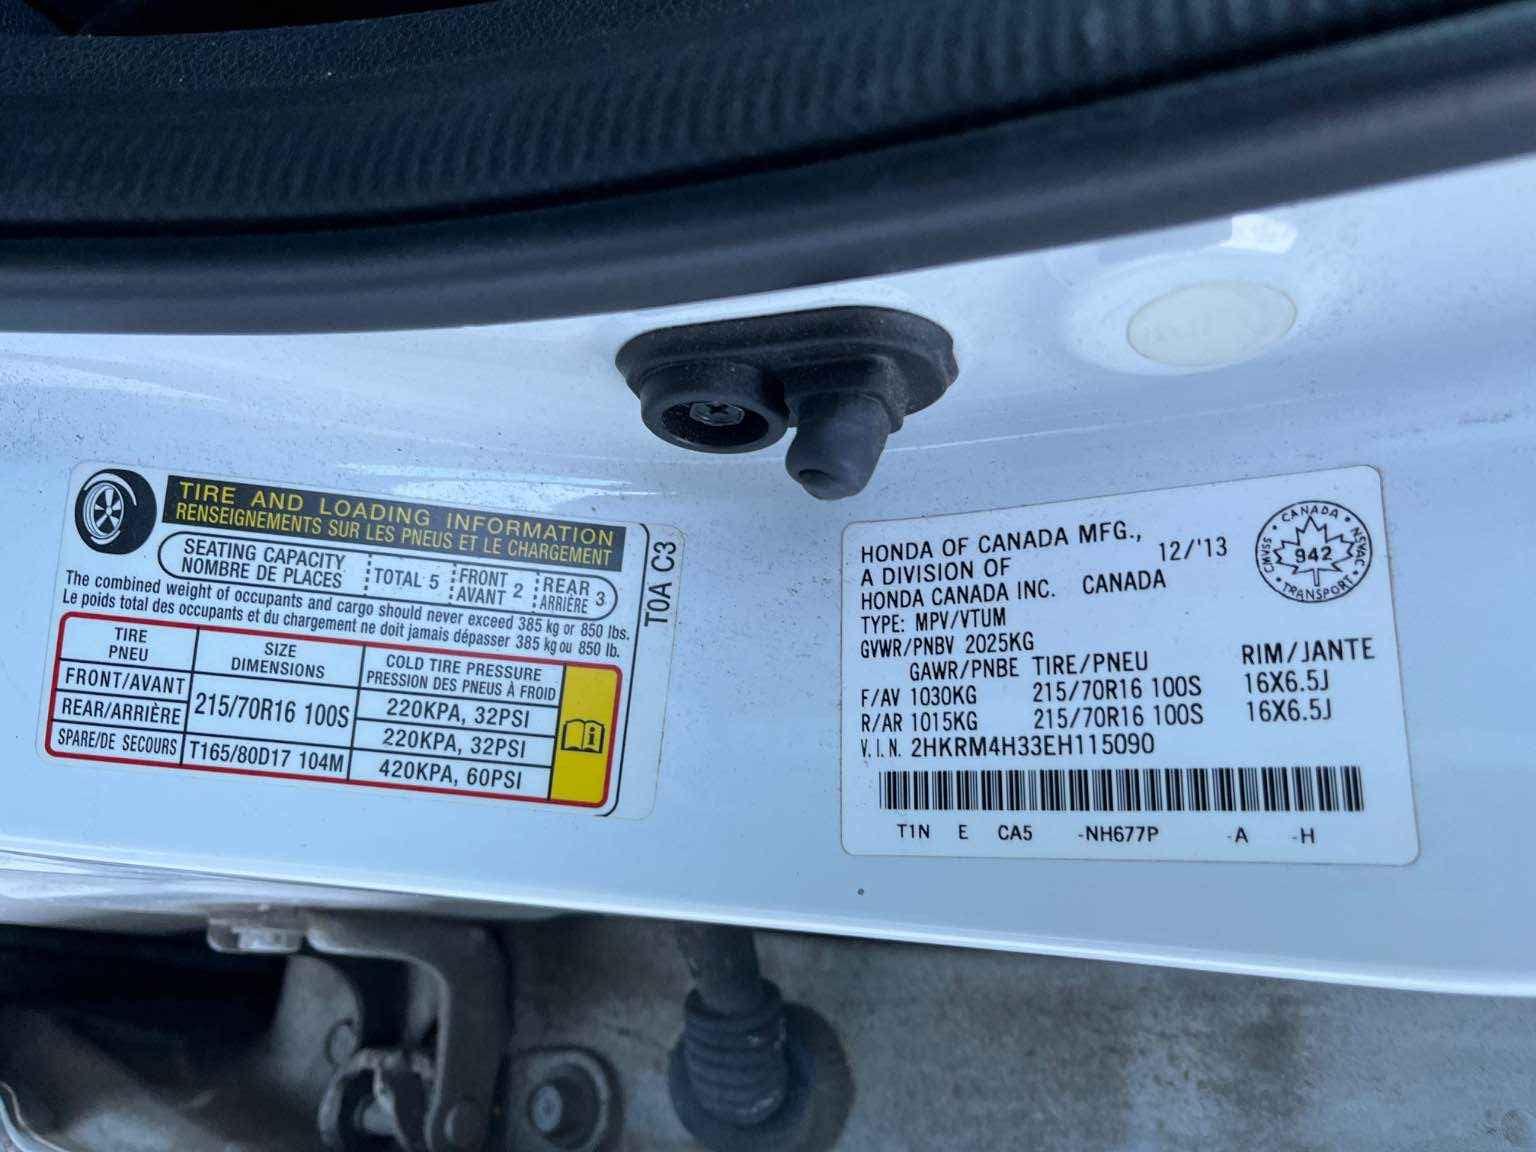 TIRE AND LOADING INFORMATION
RENSEIGNEMENTS SUR LES PNEUS ET LE CHARGEMENT
SEATING CAPACITY
NOMBRE DE PLACES
TOTAL 5
FRONT
AVANT 2
REAR
ARRIÈRE 3
The combined weight of occupants and cargo should never exceed 385 kg or 850 lbs.
Le poids total des occupants et du chargement ne doit jamais dépasser 385 kg ou 850 lb.
TIRE
PNEU
SIZE
DIMENSIONS
COLD TIRE PRESSURE
PRESSION DES PNEUS À FROID
FRONT/AVANT
215/70R16 100S
220KPA, 32PSI
REAR/ARRIÈRE
220KPA, 32PSI
SPARE/DE SECOURS
T165/80D17 104M
420KPA, 60PSI
T0A C3
HONDA OF CANADA MFG.,
A DIVISION OF
HONDA CANADA INC. CANADA
12/'13
CANADA
942
NSVAC
CMVSS
TRANSPORT
TYPE: MPV/VTUM
GVWR/PNBV 2025KG
GAWR/PNBE TIRE/PNEU RIM/JANTE
F/AV 1030KG 215/70R16 100S 16X6.5J
R/AR 1015KG 215/70R16 100S 16X6.5J
V.I.N. 2HKRM4H33EH115090
T1N E CA5 -NH677P -A -H